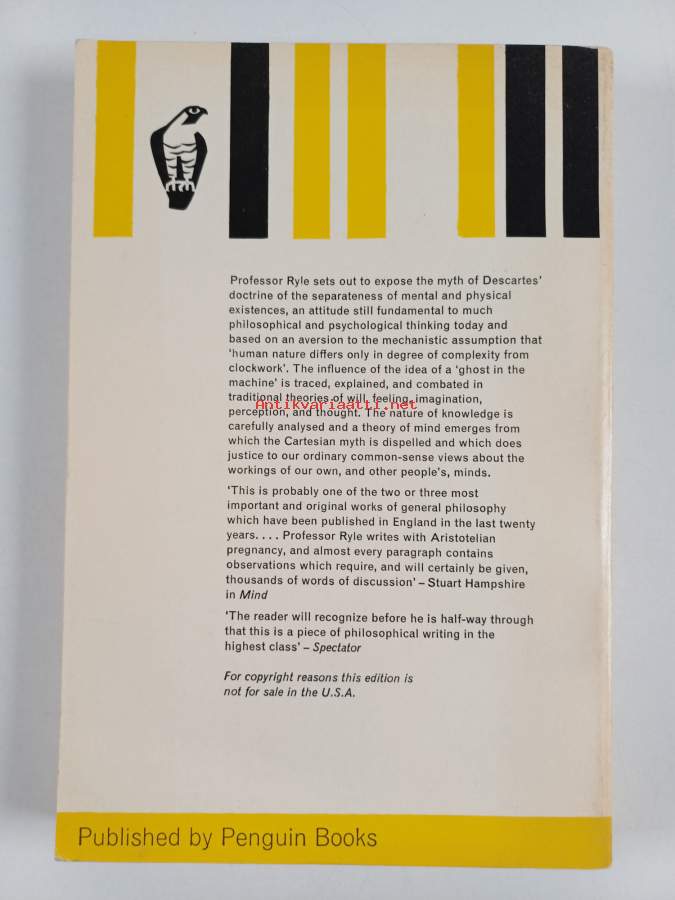 Professor Ryle sets out to expose the myth of Descartes'
doctrine of the separateness of mental and physical
existences, an attitude still fundamental to much
philosophical and psychological thinking today and
based on an aversion to the mechanistic assumption that
'human nature differs only in degree of complexity from
clockwork'. The influence of the idea of a 'ghost in the
machine' is traced, explained, and combated in
traditional theories of will, feeling, imagination,
Antikvariaatti.net
perception, and thought. The nature of knowledge is
carefully analysed and a theory of mind emerges from
which the Cartesian myth is dispelled and which does
justice to our ordinary common-sense views about the
workings of our own, and other people's, minds.
'This is probably one of the two or three most
important and original works of general philosophy
which have been published in England in the last twenty
years. . . . Professor Ryle writes with Aristotelian
pregnancy, and almost every paragraph contains
observations which require, and will certainly be given,
thousands of words of discussion' – Stuart Hampshire
in Mind
'The reader will recognize before he is half-way through
that this is a piece of philosophical writing in the
highest class' – Spectator
For copyright reasons this edition is
not for sale in the U.S.A.
Published by Penguin Books